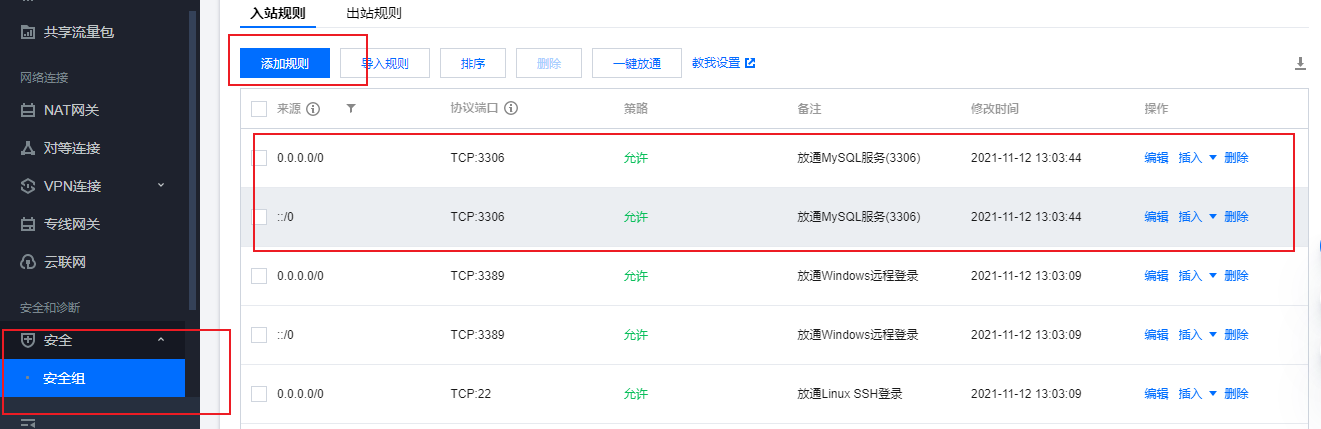 共享流量包
网络连接
NAT网关
对等连接
VPN连接
专线网关
云联网
安全和诊断
安全
安全组
入站规则 出站规则
添加规则 导入规则 排序 删除 一键放通 教我设置
来源 协议端口 策略 备注 修改时间 操作
0.0.0.0/0 TCP:3306 允许 放通MySQL服务(3306) 2021-11-12 13:03:44 编辑 插入 删除
::/0 TCP:3306 允许 放通MySQL服务(3306) 2021-11-12 13:03:44 编辑 插入 删除
0.0.0.0/0 TCP:3389 允许 放通Windows远程登录 2021-11-12 13:03:09 编辑 插入 删除
::/0 TCP:3389 允许 放通Windows远程登录 2021-11-12 13:03:09 编辑 插入 删除
0.0.0.0/0 TCP:22 允许 放通Linux SSH登录 2021-11-12 13:03:09 编辑 插入 删除